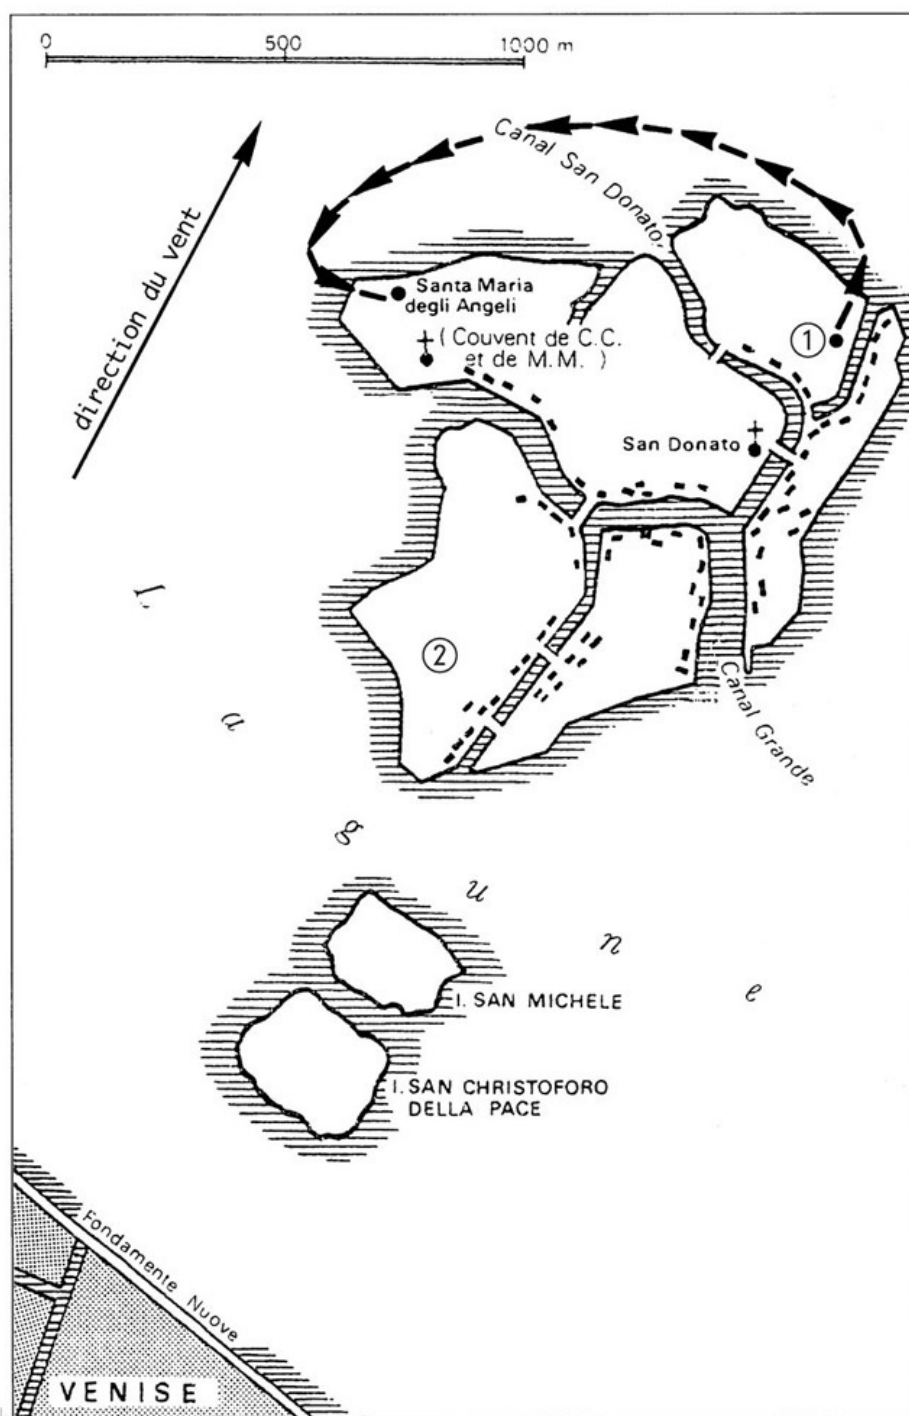 0 500 1000 m
Canal San Donato
direction du vent
Santa Maria
degli Angeli
( Couvent de C.C.
et de M.M. )
1
San Donato
2
Canal Grande
Lagune
I. SAN MICHELE
I. SAN CHRISTOFORO
DELLA PACE
Fondamente Nuove
VENISE